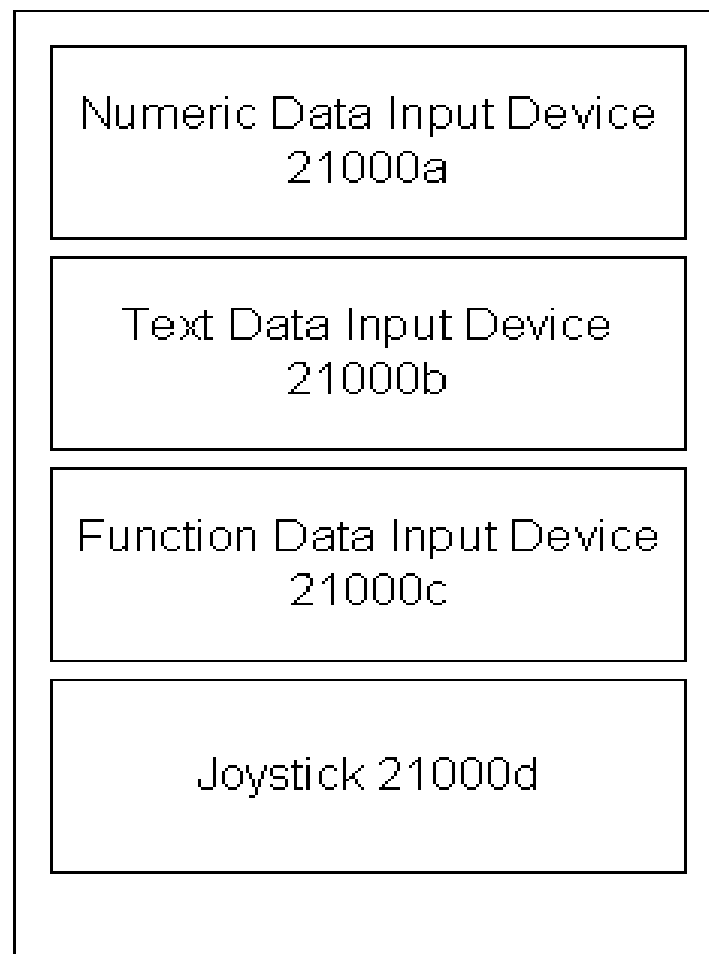 Numeric Data Input Device
21000a
Text Data Input Device
21000b
Function Data Input Device
21000c
Joystick 21000d